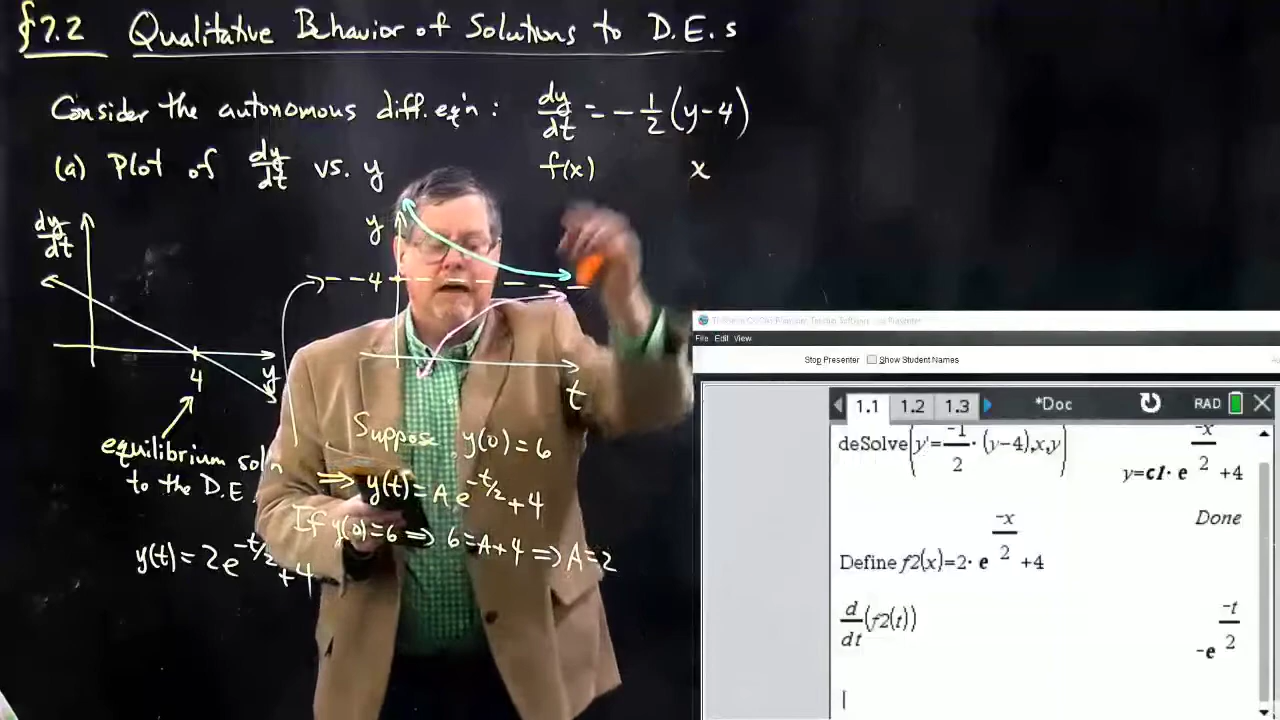 §7.2 Qualitative Behavior of Solutions to D.E.s
Consider the autonomous diff. eq'n: dy/dt = -1/2 (y-4)
(a) Plot of dy/dt vs. y f(x) x
dy/dt
y
4
y
4
t
equilibrium sol'n
to the D.E.
Suppose y(0)=6
⇒ y(t)=Ae^(-t/2)+4
If y(0)=6 ⇒ 6=A+4 ⇒ A=2
y(t)=2e^(-t/2)+4
File Edit View
Stop Presenter Show Student Names
1.1 1.2 1.3 *Doc RAD
deSolve(y'=-1/2·(y-4),x,y) y=c1·e^(-x/2)+4
Define f2(x)=2·e^(-x/2)+4 Done
d/dt(f2(t)) -e^(-t/2)